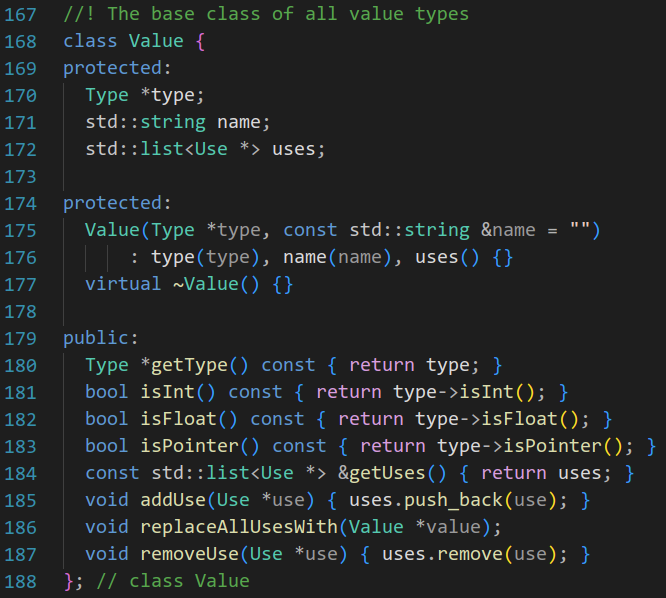 167 //! The base class of all value types
168 class Value {
169 protected:
170   Type *type;
171   std::string name;
172   std::list<Use *> uses;
173
174 protected:
175   Value(Type *type, const std::string &name = "")
176       : type(type), name(name), uses() {}
177   virtual ~Value() {}
178
179 public:
180   Type *getType() const { return type; }
181   bool isInt() const { return type->isInt(); }
182   bool isFloat() const { return type->isFloat(); }
183   bool isPointer() const { return type->isPointer(); }
184   const std::list<Use *> &getUses() { return uses; }
185   void addUse(Use *use) { uses.push_back(use); }
186   void replaceAllUsesWith(Value *value);
187   void removeUse(Use *use) { uses.remove(use); }
188 }; // class Value